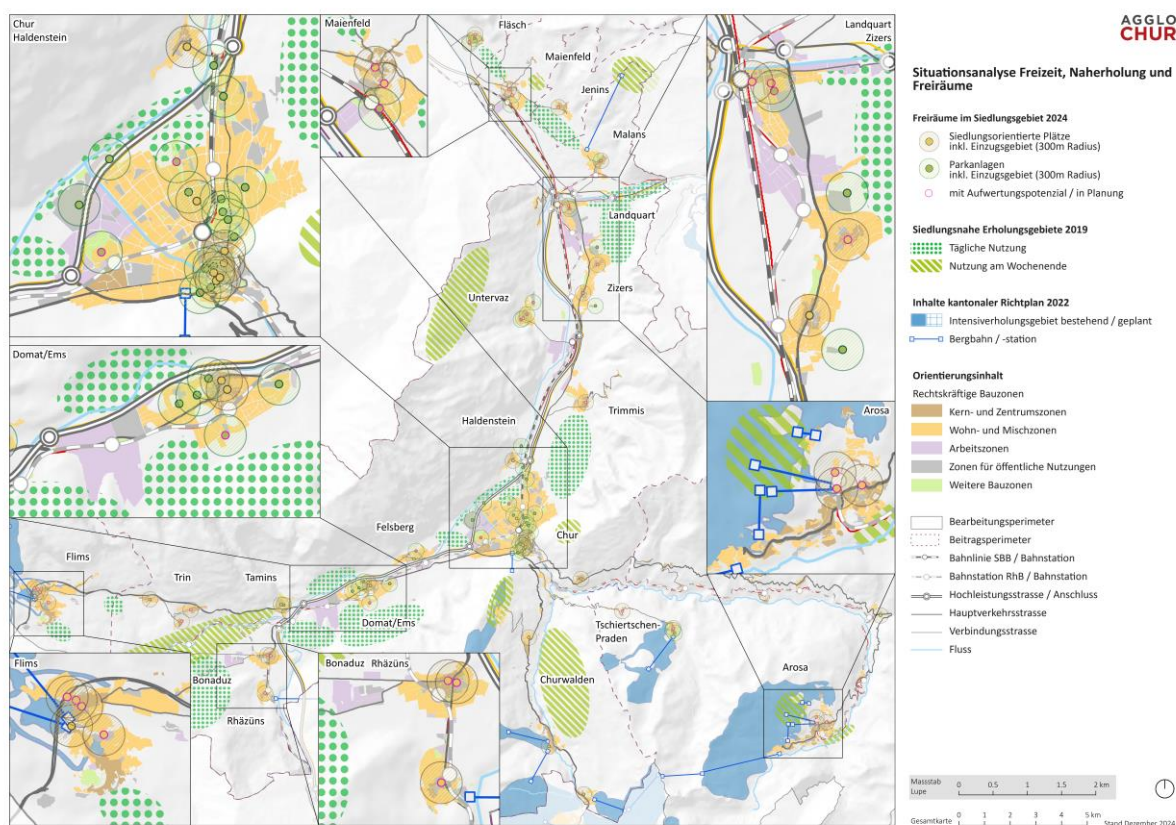 Chur
Haldenstein
Maienfeld
Fläsch
Maienfeld
Jenins
Malans
Landquart
Zizers
Landquart
Untervaz
Zizers
Domat/Ems
Haldenstein
Trimmis
Arosa
Felsberg
Chur
Flims
Trin
Tamins
Domat/Ems
Tschiertschen-
Praden
Flims
Bonaduz
Bonaduz Rhäzüns
Churwalden
Arosa
Rhäzüns
AGGLO
CHUR
Situationsanalyse Freizeit, Naherholung und
Freiräume
Freiräume im Siedlungsgebiet 2024
Siedlungsorientierte Plätze
inkl. Einzugsgebiet (300m Radius)
Parkanlagen
inkl. Einzugsgebiet (300m Radius)
mit Aufwertungspotenzial / in Planung
Siedlungsnahe Erholungsgebiete 2019
Tägliche Nutzung
Nutzung am Wochenende
Inhalte kantonaler Richtplan 2022
Intensiverholungsgebiet bestehend / geplant
Bergbahn / -station
Orientierungsinhalt
Rechtskräftige Bauzonen
Kern- und Zentrumszonen
Wohn- und Mischzonen
Arbeitszonen
Zonen für öffentliche Nutzungen
Weitere Bauzonen
Bearbeitungsperimeter
Beitragsperimeter
Bahnlinie SBB / Bahnstation
Bahnstation RhB / Bahnstation
Hochleistungsstrasse / Anschluss
Hauptverkehrsstrasse
Verbindungsstrasse
Fluss
Massstab
Lupe
0 0.5 1 1.5 2 km
Gesamtkarte
0 1 2 3 4 5 km
Stand Dezember 2024